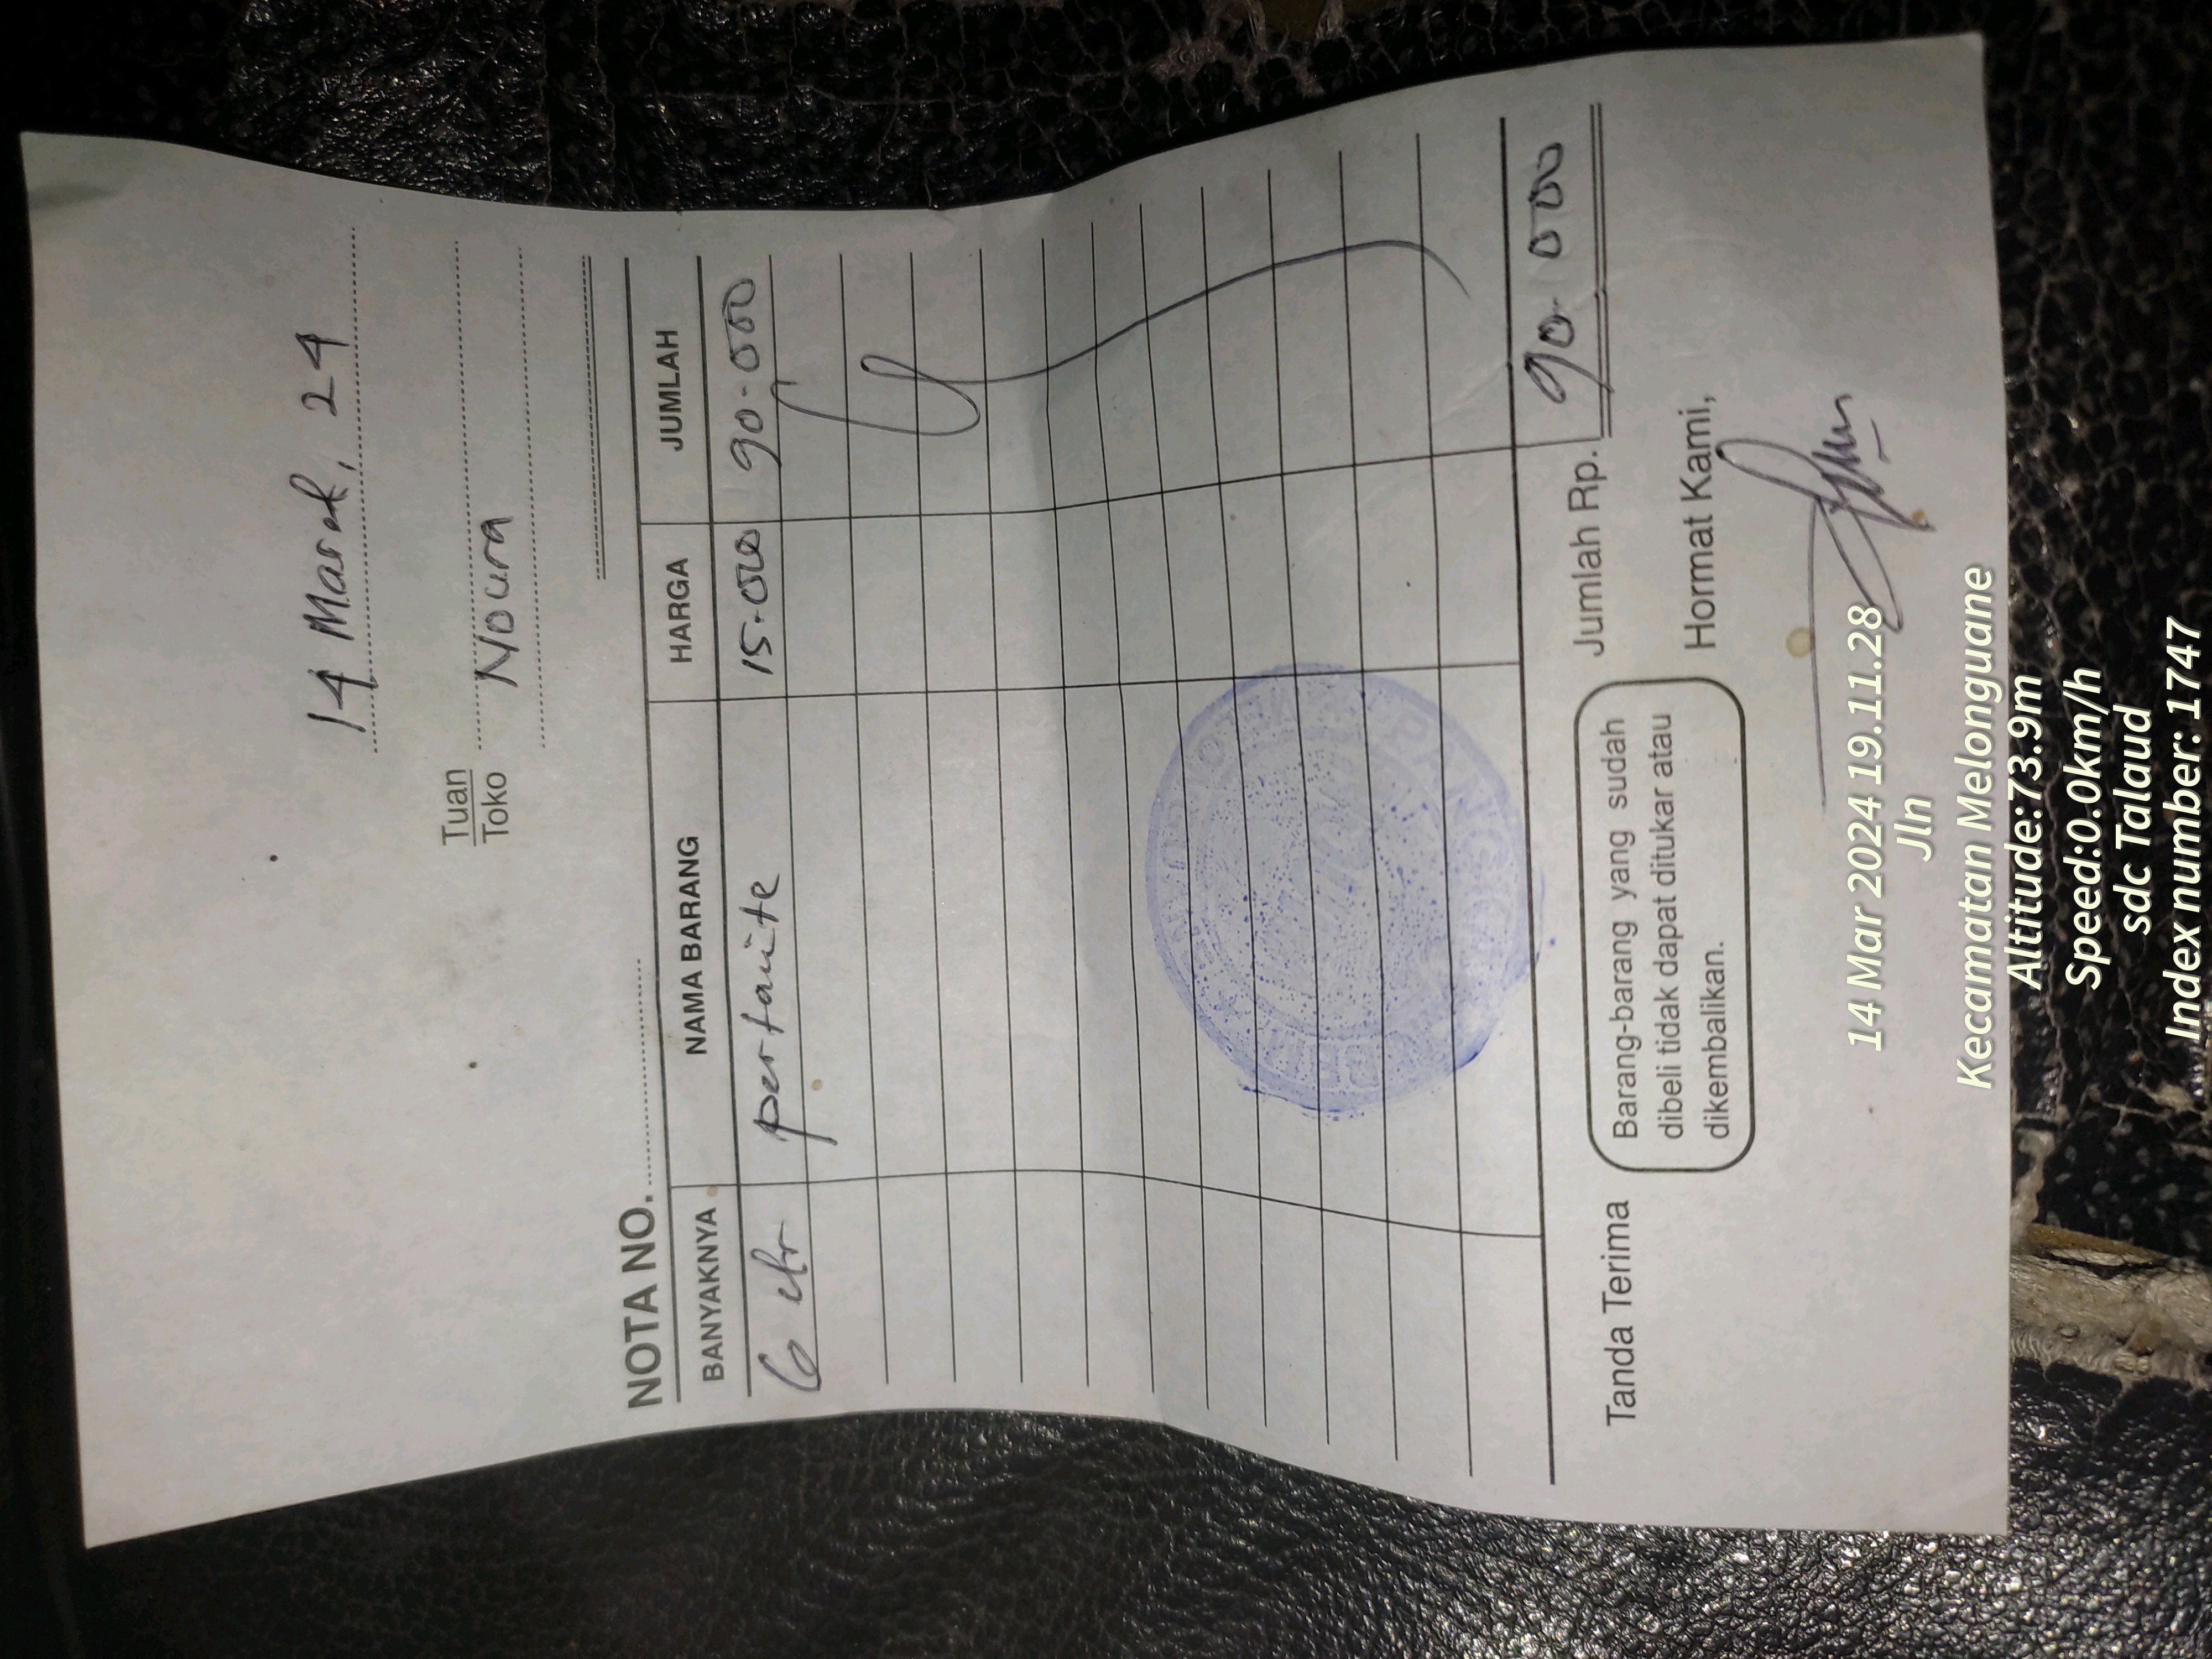 14 Maret, 24
Tuan
Toko Noura
NOTA NO.
BANYAKNYA NAMA BARANG HARGA JUMLAH
6 ltr pertalite 15.000 90.000
Jumlah Rp. 90.000
Tanda Terima
Barang-barang yang sudah
dibeli tidak dapat ditukar atau
dikembalikan.
Hormat Kami,
14 Mar 2024 19.11.28
Jln
Kecamatan Melonguane
Altitude:73.9m
Speed:0.0km/h
sdc Talaud
Index number: 1747